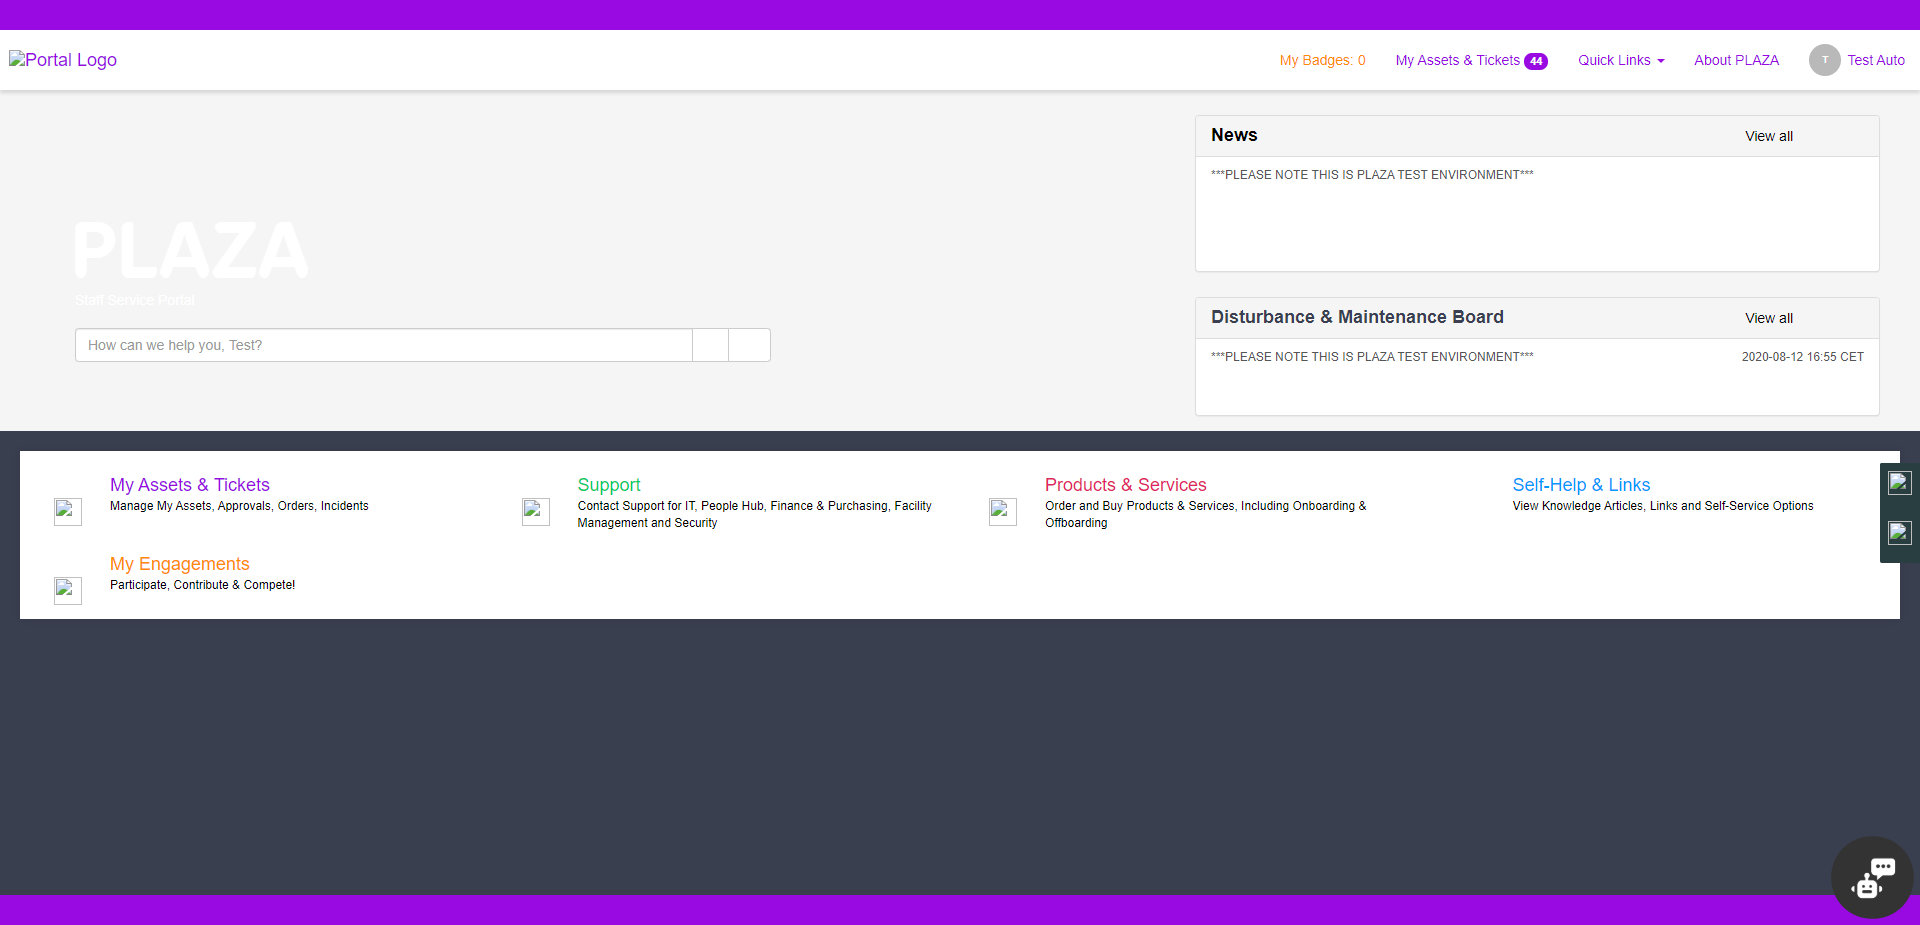 Portal Logo
My Badges: 0
My Assets & Tickets 44
Quick Links
About PLAZA
T
Test Auto
PLAZA
Staff Service Portal
How can we help you, Test?
News
View all
***PLEASE NOTE THIS IS PLAZA TEST ENVIRONMENT***
Disturbance & Maintenance Board
View all
***PLEASE NOTE THIS IS PLAZA TEST ENVIRONMENT***
2020-08-12 16:55 CET
My Assets & Tickets
Manage My Assets, Approvals, Orders, Incidents
Support
Contact Support for IT, People Hub, Finance & Purchasing, Facility
Management and Security
Products & Services
Order and Buy Products & Services, Including Onboarding &
Offboarding
Self-Help & Links
View Knowledge Articles, Links and Self-Service Options
My Engagements
Participate, Contribute & Compete!